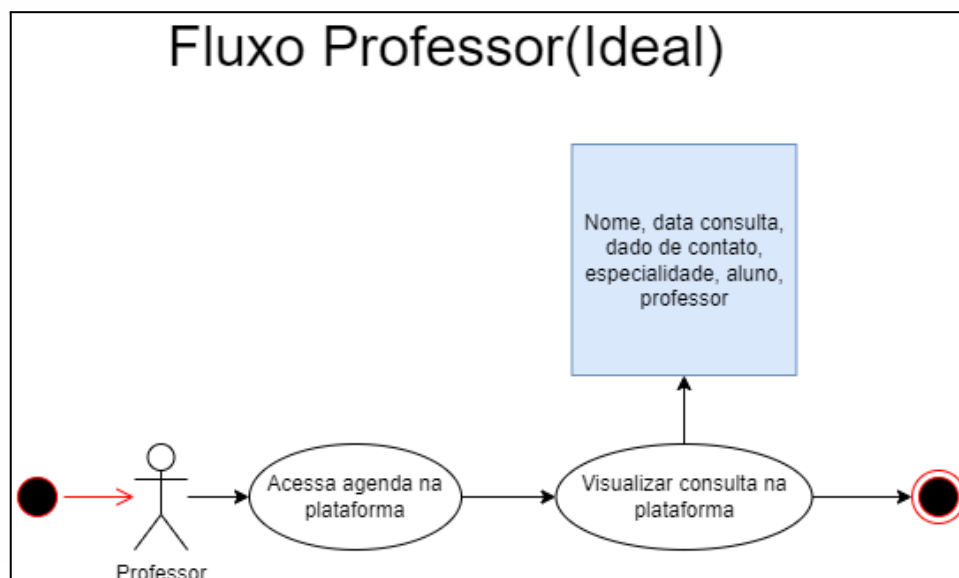 Fluxo Professor(Ideal)
Nome, data consulta,
dado de contato,
especialidade, aluno,
professor
Acessa agenda na
plataforma
Visualizar consulta na
plataforma
Professor